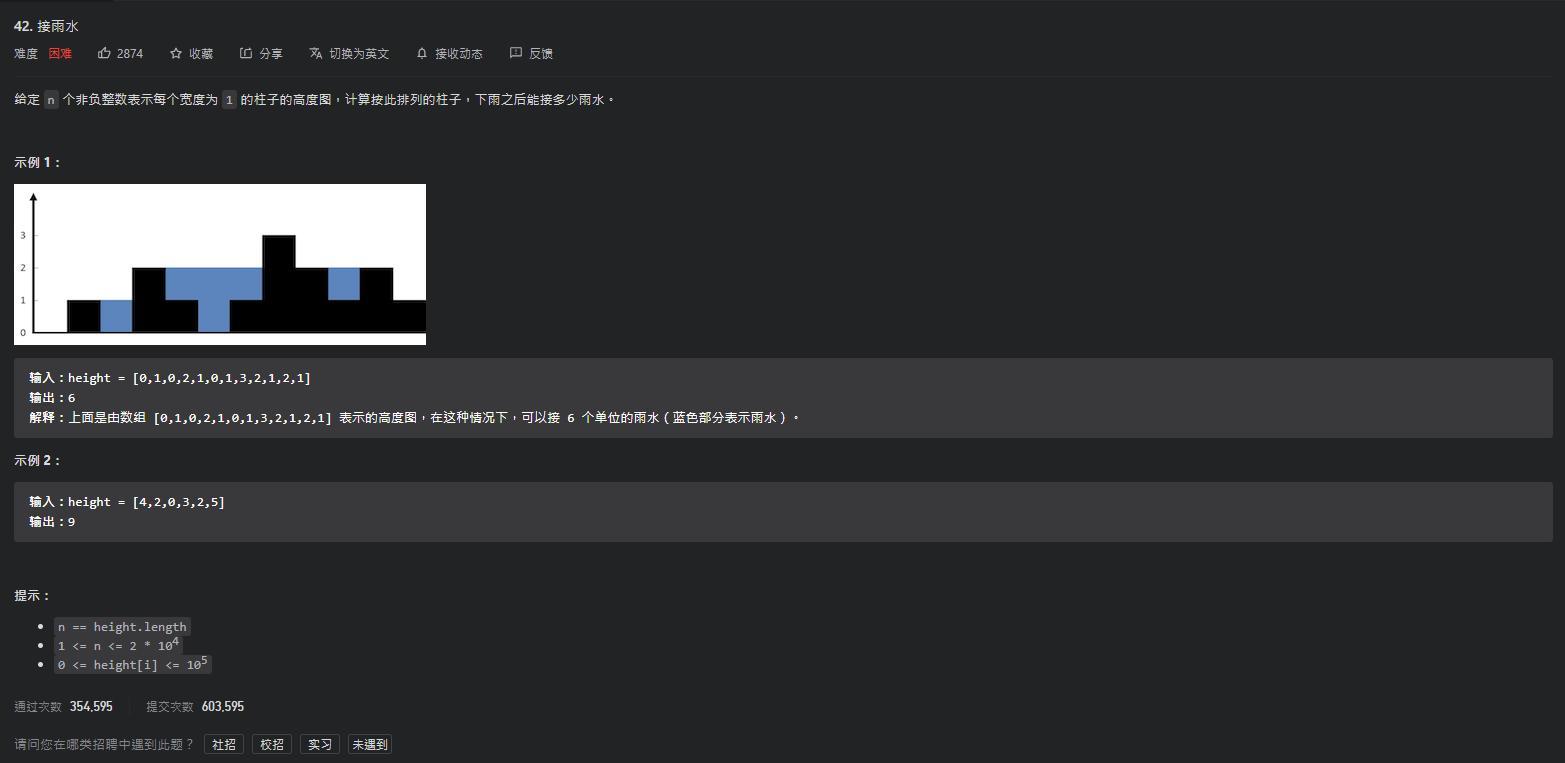 42. 接雨水
难度 困难 2874 收藏 分享 切换为英文 接收动态 反馈
给定 n 个非负整数表示每个宽度为 1 的柱子的高度图，计算按此排列的柱子，下雨之后能接多少雨水。
示例 1：
3
2
1
0
输入：height = [0,1,0,2,1,0,1,3,2,1,2,1]
输出：6
解释：上面是由数组 [0,1,0,2,1,0,1,3,2,1,2,1] 表示的高度图，在这种情况下，可以接 6 个单位的雨水（蓝色部分表示雨水）。
示例 2：
输入：height = [4,2,0,3,2,5]
输出：9
提示：
n == height.length
1 <= n <= 2 * 10⁴
0 <= height[i] <= 10⁵
通过次数 354,595 提交次数 603,595
请问您在哪类招聘中遇到此题？ 社招 校招 实习 未遇到